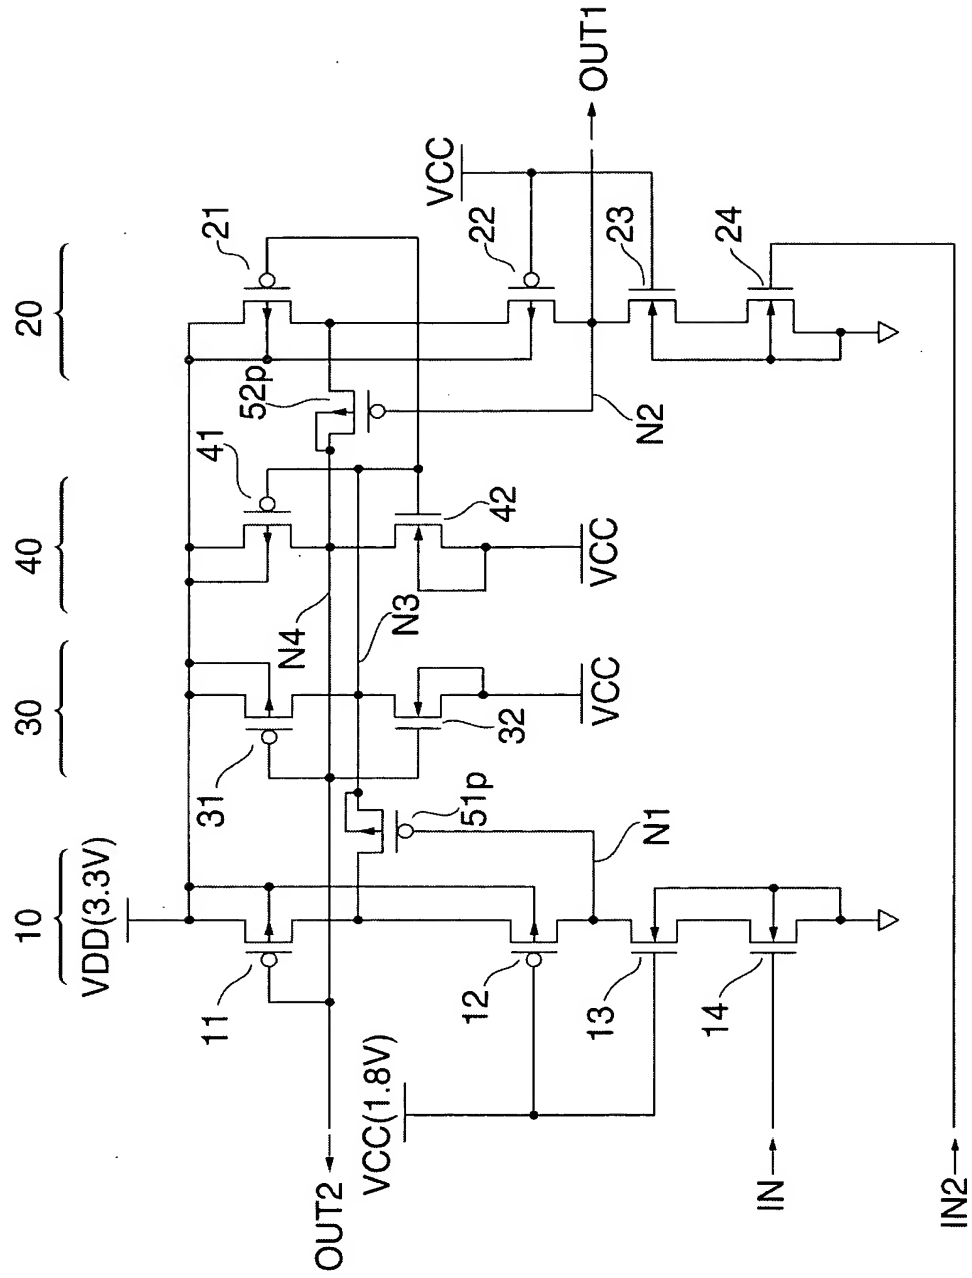 10
30
40
20
VDD(3.3V)
11
31
41
21
N4
52p
VCC
OUT2
VCC(1.8V)
51p
N3
12
32
42
22
VCC
VCC
OUT1
N1
N2
13
23
14
24
IN
IN2